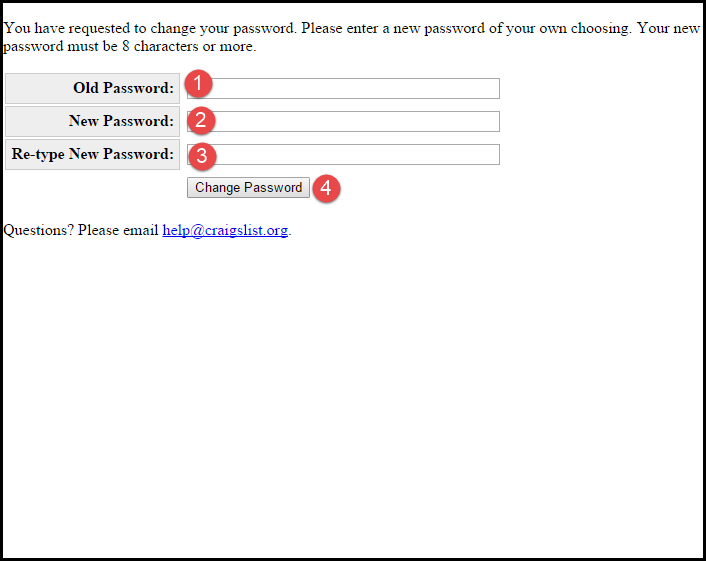 You have requested to change your password. Please enter a new password of your own choosing. Your new
password must be 8 characters or more.
Old Password: 1
New Password: 2
Re-type New Password: 3
Change Password 4
Questions? Please email help@craigslist.org.